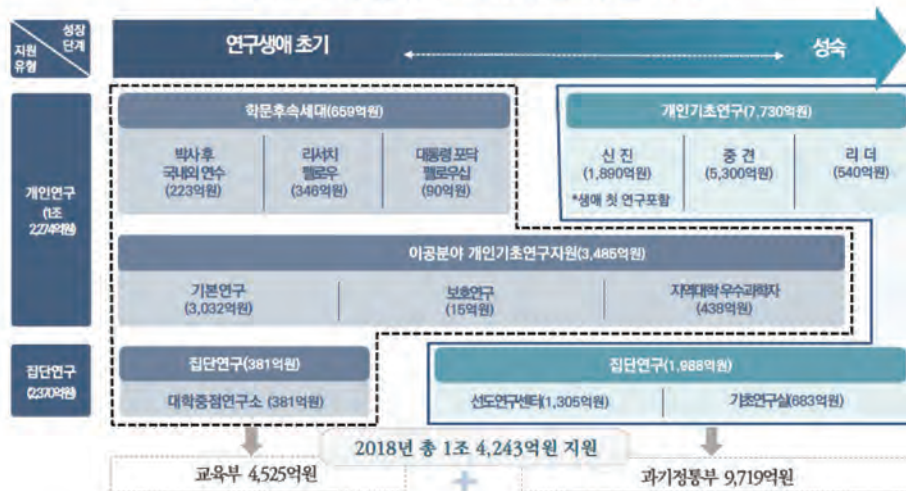 성장
단계
지원
유형
연구생애 초기
성숙
개인연구
(1조
2,274억원)
학문후속세대(659억원)
박사 후
국내외 연수
(223억원)
리서치
펠로우
(346억원)
대통령 포닥
펠로우십
(90억원)
개인기초연구(7,730억원)
신 진
(1,890억원)
*생애 첫 연구포함
중 견
(5,300억원)
리 더
(540억원)
이공분야 개인기초연구지원(3,485억원)
기본연구
(3,032억원)
보호연구
(15억원)
지역대학 우수과학자
(438억원)
집단연구
(2,370억원)
집단연구(381억원)
대학중점연구소 (381억원)
집단연구(1,988억원)
선도연구센터(1,305억원)
기초연구실(683억원)
2018년 총 1조 4,243억원 지원
교육부 4,525억원
+
과기정통부 9,719억원